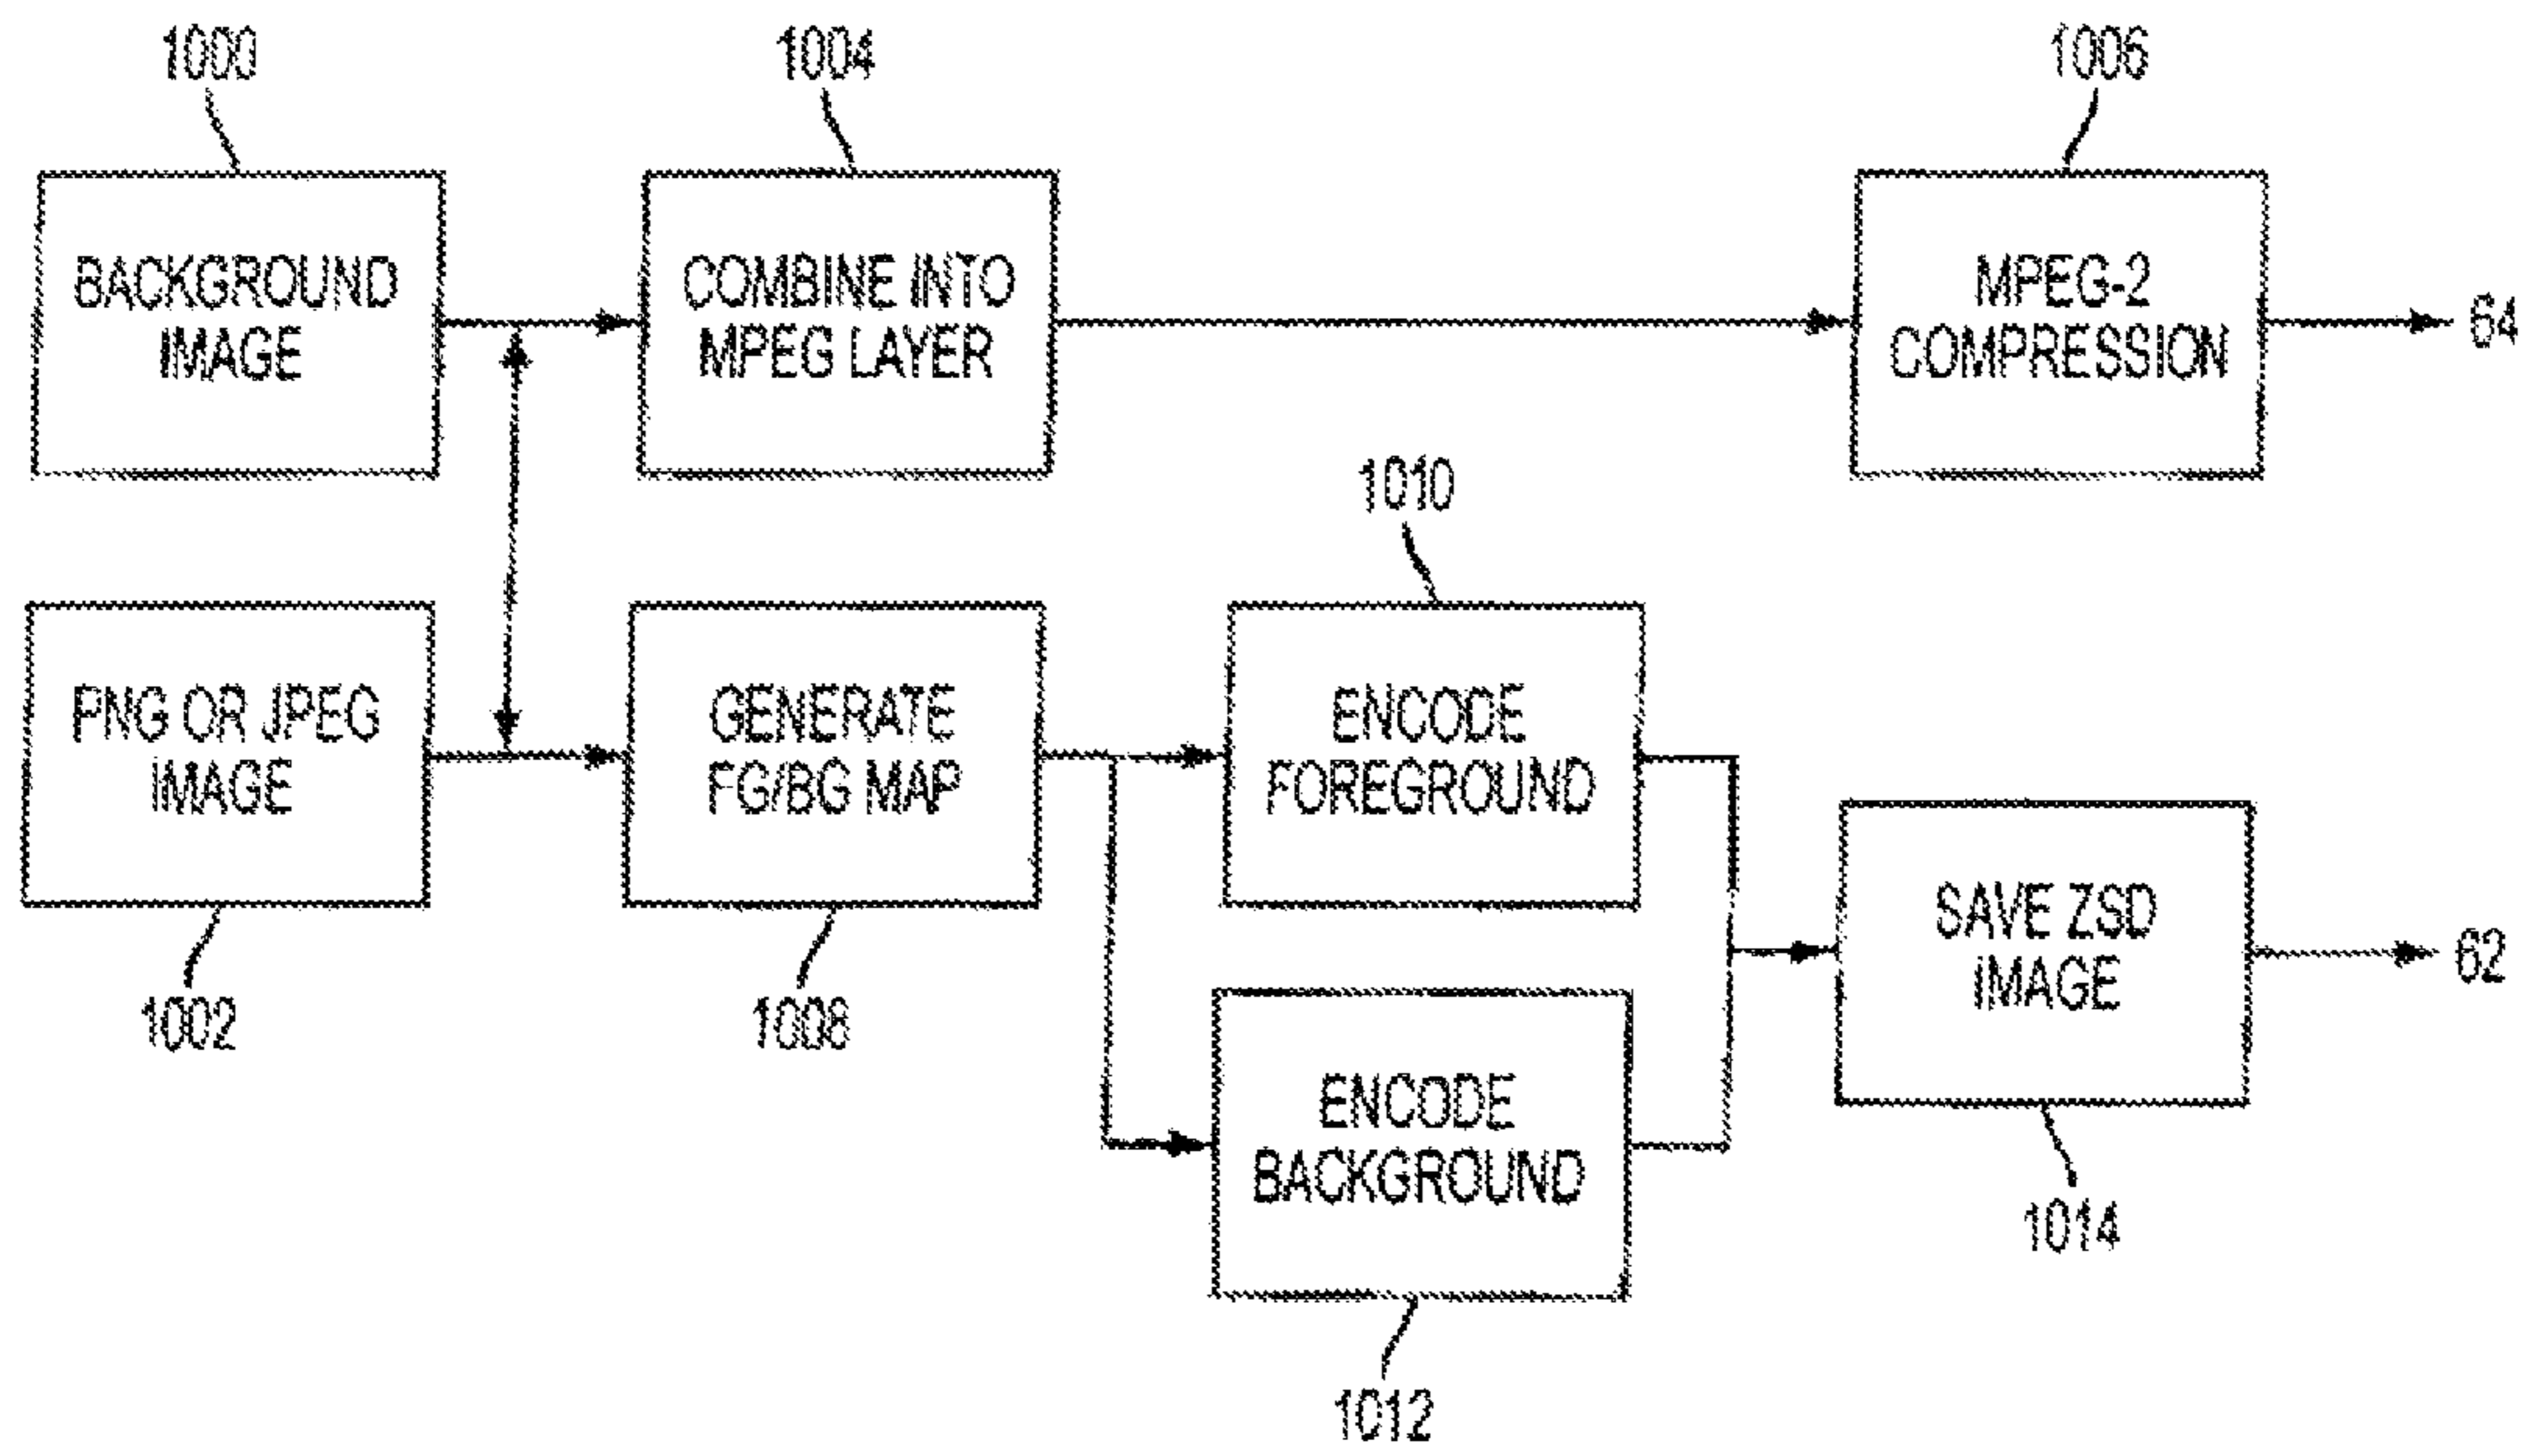 1000
1004
1006
BACKGROUND
IMAGE
COMBINE INTO
MPEG LAYER
MPEG-2
COMPRESSION
64
1010
PNG OR JPEG
IMAGE
GENERATE
FG/BG MAP
ENCODE
FOREGROUND
SAVE ZSD
IMAGE
62
1002
1008
ENCODE
BACKGROUND
1014
1012